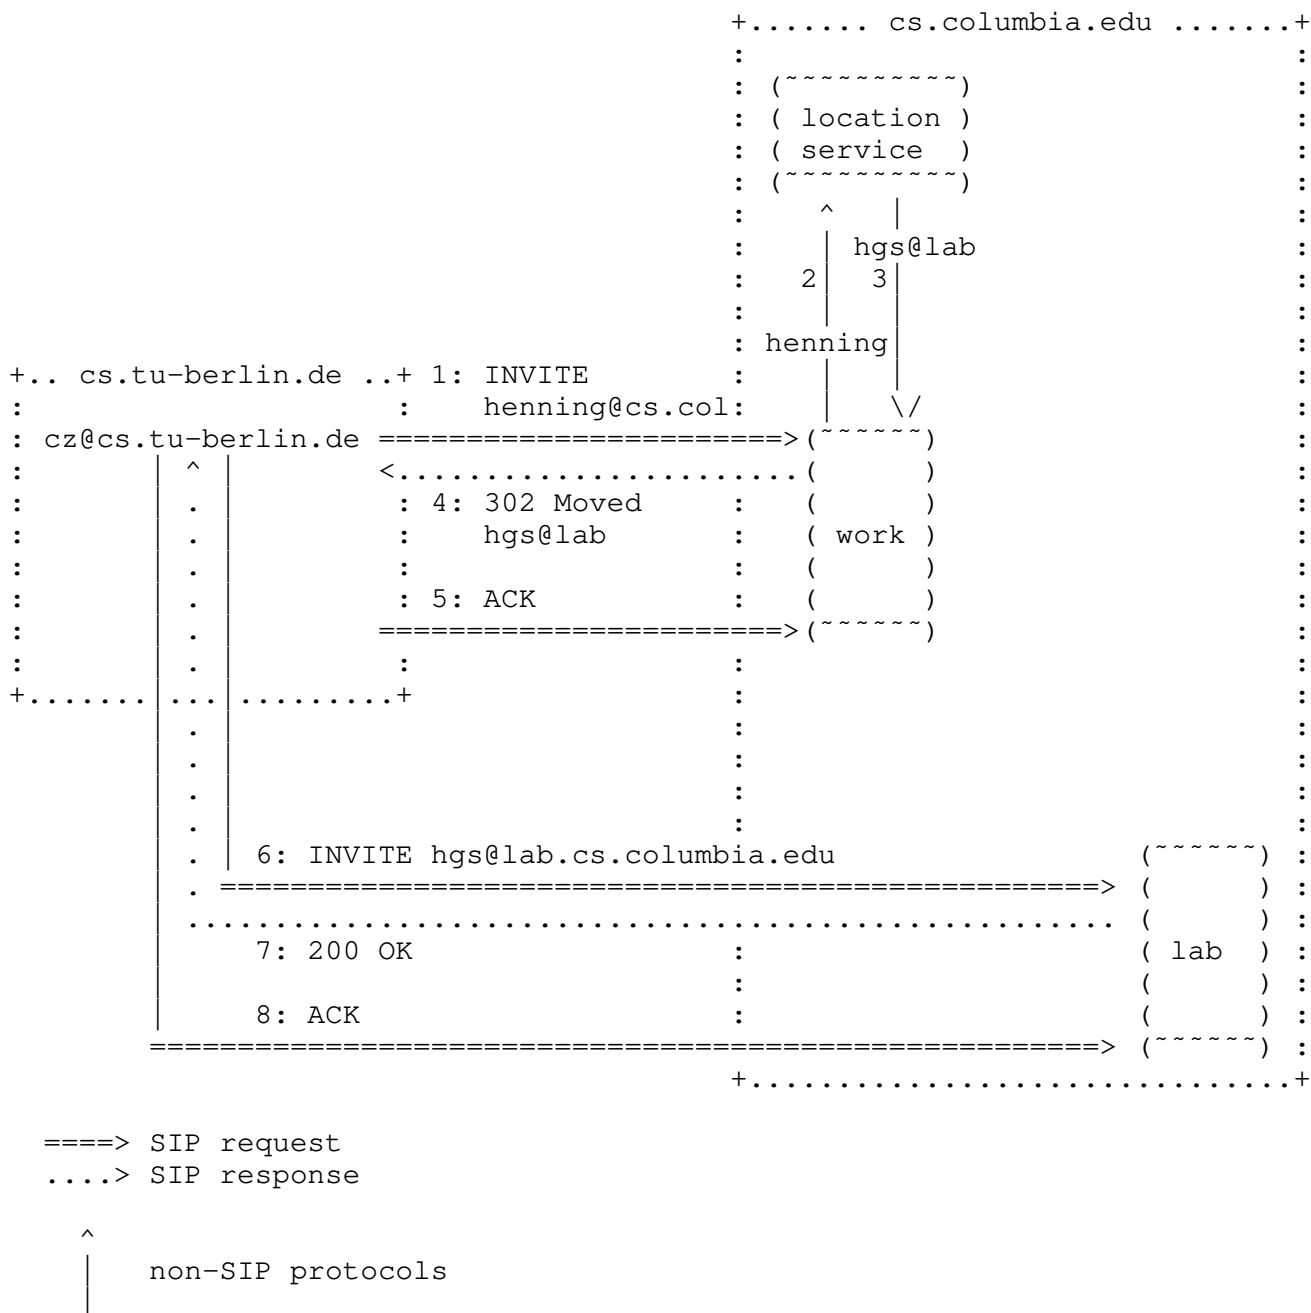 +....... cs.columbia.edu .......+
:                               :
: (~~~~~~~~~~)                  :
: ( location )                  :
: ( service  )                  :
: (~~~~~~~~~~)                  :
:    ^   |                      :
:    | hgs@lab                  :
:   2|  3|                      :
:    |   |                      :
: henning|                      :
+.. cs.tu-berlin.de ..+ 1: INVITE       :    |   |                      :
:                     :    henning@cs.col:    |   \/                     :
: cz@cs.tu-berlin.de =======================>(~~~~~~)                    :
:       | ^ |        <.......................(      )                    :
:       | . |         : 4: 302 Moved     :   (      )                    :
:       | . |         :    hgs@lab       :   ( work )                    :
:       | . |         :                  :   (      )                    :
:       | . |         : 5: ACK           :   (      )                    :
:       | . |        =======================>(~~~~~~)                    :
:       | . |         :                  :                               :
+.......|...|.........+                  :                               :
        | . |                            :                               :
        | . |                            :                               :
        | . |                            :                               :
        | . |                            :                               :
        | . | 6: INVITE hgs@lab.cs.columbia.edu                 (~~~~~~) :
        | . ==================================================> (      ) :
        | ..................................................... (      ) :
        |     7: 200 OK                  :                      ( lab  ) :
        |                                :                      (      ) :
        |     8: ACK                     :                      (      ) :
        ======================================================> (~~~~~~) :
                                         +...............................+
====> SIP request
....> SIP response
^
|   non-SIP protocols
|